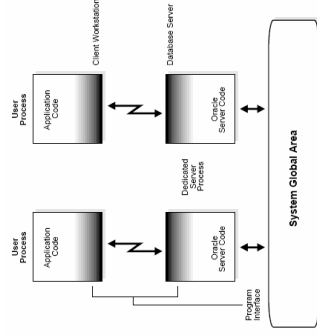 User
Process
User
Process
Application
Code
Application
Code
Client Workstation
Database Server
Dedicated
Server
Process
Oracle
Server Code
Oracle
Server Code
Program
Interface
System Global Area